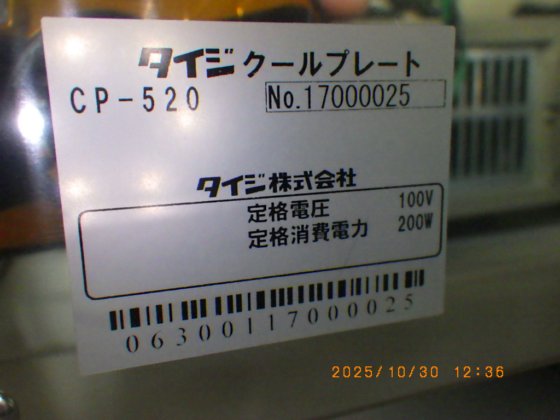 タイジクールプレート
CP-520 No.17000025
タイジ株式会社
定格電圧 100V
定格消費電力 200W
06300117000025
2025/10/30 12:36